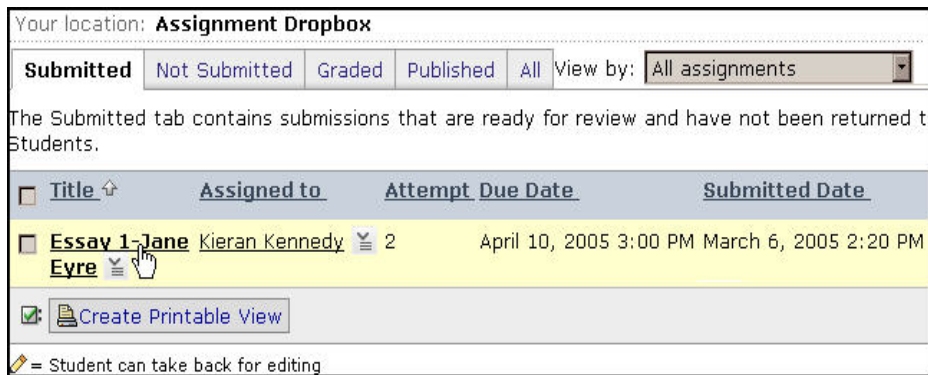 Your location: Assignment Dropbox
Submitted Not Submitted Graded Published All View by: All assignments
The Submitted tab contains submissions that are ready for review and have not been returned t
Students.
Title Assigned to Attempt Due Date Submitted Date
Essay 1-Jane Kieran Kennedy 2 April 10, 2005 3:00 PM March 6, 2005 2:20 PM
Eyre
Create Printable View
= Student can take back for editing